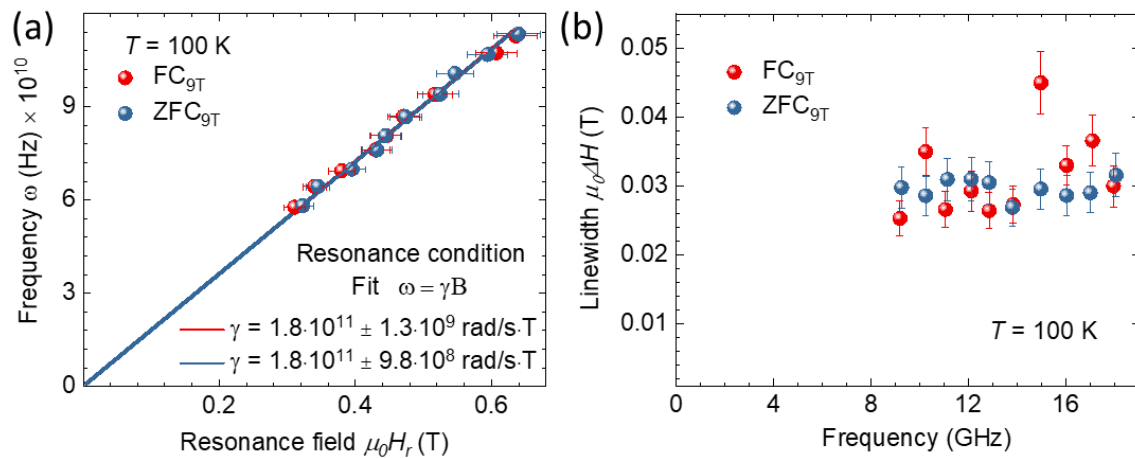 (a)
T = 100 K
FC9T
ZFC9T
Frequency ω (Hz) × 10^10
9
6
3
0
Resonance condition
Fit ω = γB
γ = 1.8·10^11 ± 1.3·10^9 rad/s·T
γ = 1.8·10^11 ± 9.8·10^8 rad/s·T
0.2
0.4
0.6
Resonance field μ0Hr (T)
(b)
FC9T
ZFC9T
Linewidth μ0ΔH (T)
0.05
0.04
0.03
0.02
0.01
T = 100 K
0
4
8
12
16
Frequency (GHz)